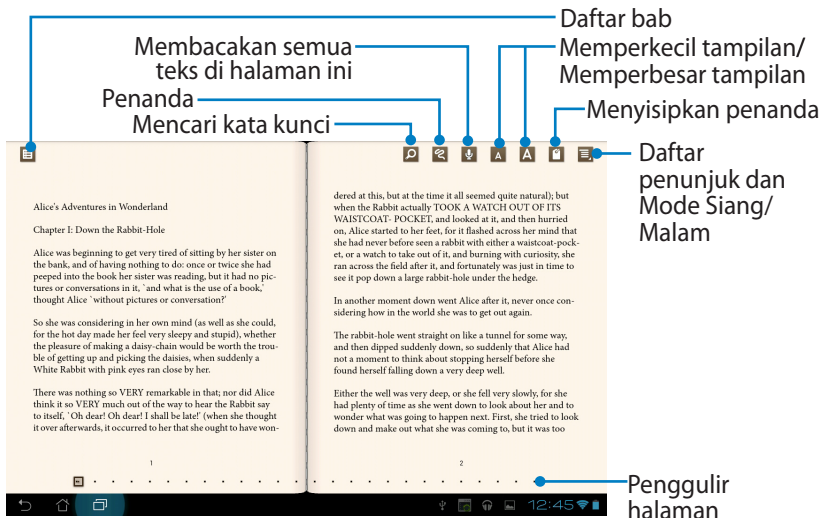 Daftar bab
Membacakan semua
teks di halaman ini
Memperkecil tampilan/
Memperbesar tampilan
Penanda
Mencari kata kunci
Menyisipkan penanda
Daftar
penunjuk dan
Mode Siang/
Malam
A
A
Alice's Adventures in Wonderland
Chapter I: Down the Rabbit-Hole
Alice was beginning to get very tired of sitting by her sister on
the bank, and of having nothing to do: once or twice she had
peeped into the book her sister was reading, but it had no pic-
tures or conversations in it, `and what is the use of a book,'
thought Alice `without pictures or conversation?'
So she was considering in her own mind (as well as she could,
for the hot day made her feel very sleepy and stupid), whether
the pleasure of making a daisy-chain would be worth the trou-
ble of getting up and picking the daisies, when suddenly a
White Rabbit with pink eyes ran close by her.
There was nothing so VERY remarkable in that; nor did Alice
think it so VERY much out of the way to hear the Rabbit say
to itself, `Oh dear! Oh dear! I shall be late!' (when she thought
it over afterwards, it occurred to her that she ought to have won-
1
dered at this, but at the time it all seemed quite natural); but
when the Rabbit actually TOOK A WATCH OUT OF ITS
WAISTCOAT- POCKET, and looked at it, and then hurried
on, Alice started to her feet, for it flashed across her mind that
she had never before seen a rabbit with either a waistcoat-pock-
et, or a watch to take out of it, and burning with curiosity, she
ran across the field after it, and fortunately was just in time to
see it pop down a large rabbit-hole under the hedge.
In another moment down went Alice after it, never once con-
sidering how in the world she was to get out again.
The rabbit-hole went straight on like a tunnel for some way,
and then dipped suddenly down, so suddenly that Alice had
not a moment to think about stopping herself before she
found herself falling down a very deep well.
Either the well was very deep, or she fell very slowly, for she
had plenty of time as she went down to look about her and to
wonder what was going to happen next. First, she tried to look
down and make out what she was coming to, but it was too
2
Penggulir
halaman
12:45